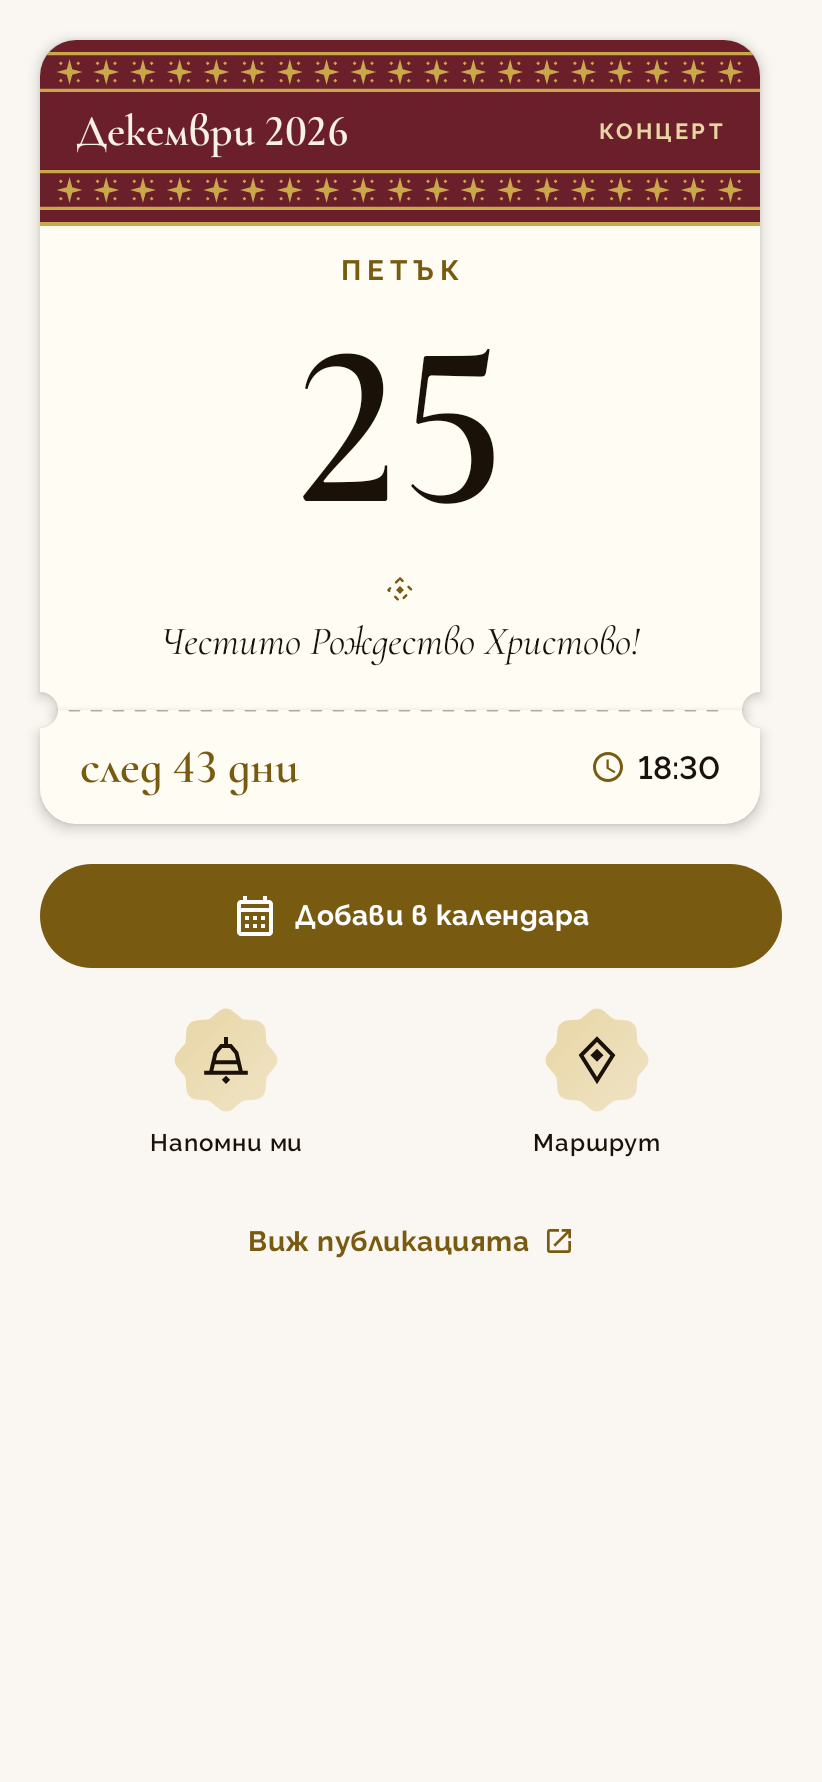 Декември 2026
КОНЦЕРТ
ПЕТЪК
25
Честито Рождество Христово!
след 43 дни
18:30
Добави в календара
Напомни ми
Маршрут
Виж публикацията